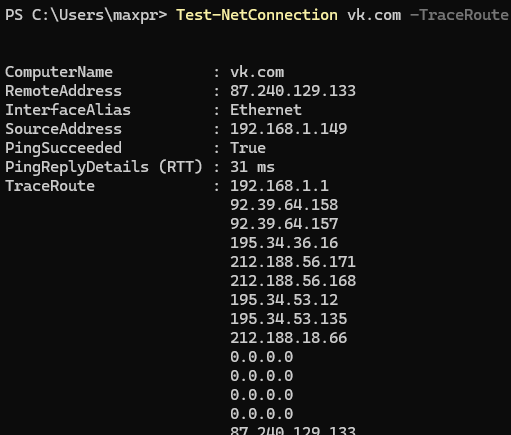 PS C:\Users\maxpr> Test-NetConnection vk.com -TraceRoute
ComputerName : vk.com
RemoteAddress : 87.240.129.133
InterfaceAlias : Ethernet
SourceAddress : 192.168.1.149
PingSucceeded : True
PingReplyDetails (RTT) : 31 ms
TraceRoute : 192.168.1.1
92.39.64.158
92.39.64.157
195.34.36.16
212.188.56.171
212.188.56.168
195.34.53.12
195.34.53.135
212.188.18.66
0.0.0.0
0.0.0.0
0.0.0.0
0.0.0.0
87.240.129.133